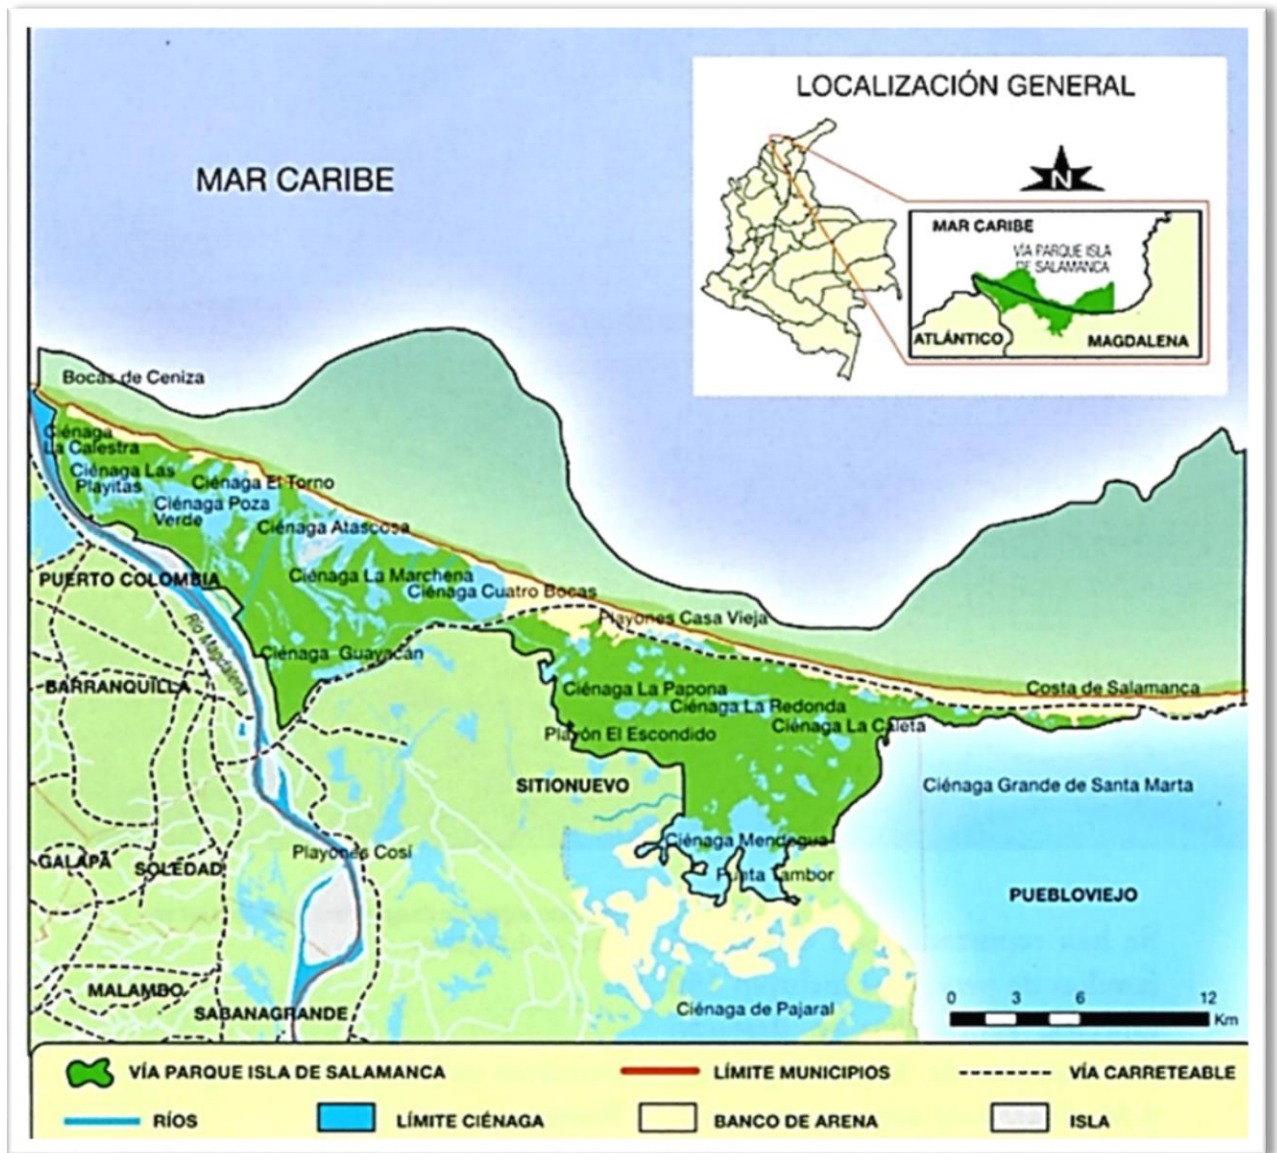 LOCALIZACIÓN GENERAL
N
MAR CARIBE
VÍA PARQUE ISLA
DE SALAMANCA
ATLÁNTICO
MAGDALENA
MAR CARIBE
Bocas de Ceniza
Ciénaga
La Calestra
Ciénaga Las
Playitas
Ciénaga El Torno
Ciénaga Poza
Verde
Ciénaga Atascosa
Ciénaga La Marchena
Ciénaga Cuatro Bocas
PUERTO COLOMBIA
Río Magdalena
Playones Casa Vieja
Ciénaga Guayacán
BARRANQUILLA
Ciénaga La Papona
Costa de Salamanca
Ciénaga La Redonda
Ciénaga La Caleta
Playón El Escondido
SITIONUEVO
Ciénaga Grande de Santa Marta
Ciénaga Mendegua
Playones Cosí
GALAPÁ
SOLEDAD
Punta Tambor
PUEBLOVIEJO
MALAMBO
SABANAGRANDE
Ciénaga de Pajaral
0 3 6 12
Km
VÍA PARQUE ISLA DE SALAMANCA
LÍMITE MUNICIPIOS
VÍA CARRETEABLE
RÍOS
LÍMITE CIÉNAGA
BANCO DE ARENA
ISLA